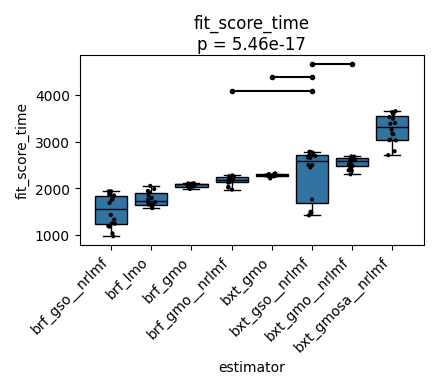 fit_score_time
p = 5.46e-17
fit_score_time
4000
3000
2000
1000
brf_gso__nrlmf
brf_lmo
brf_gmo
brf_gmo__nrlmf
bxt_gmo
bxt_gso__nrlmf
bxt_gmo__nrlmf
bxt_gmosa__nrlmf
estimator